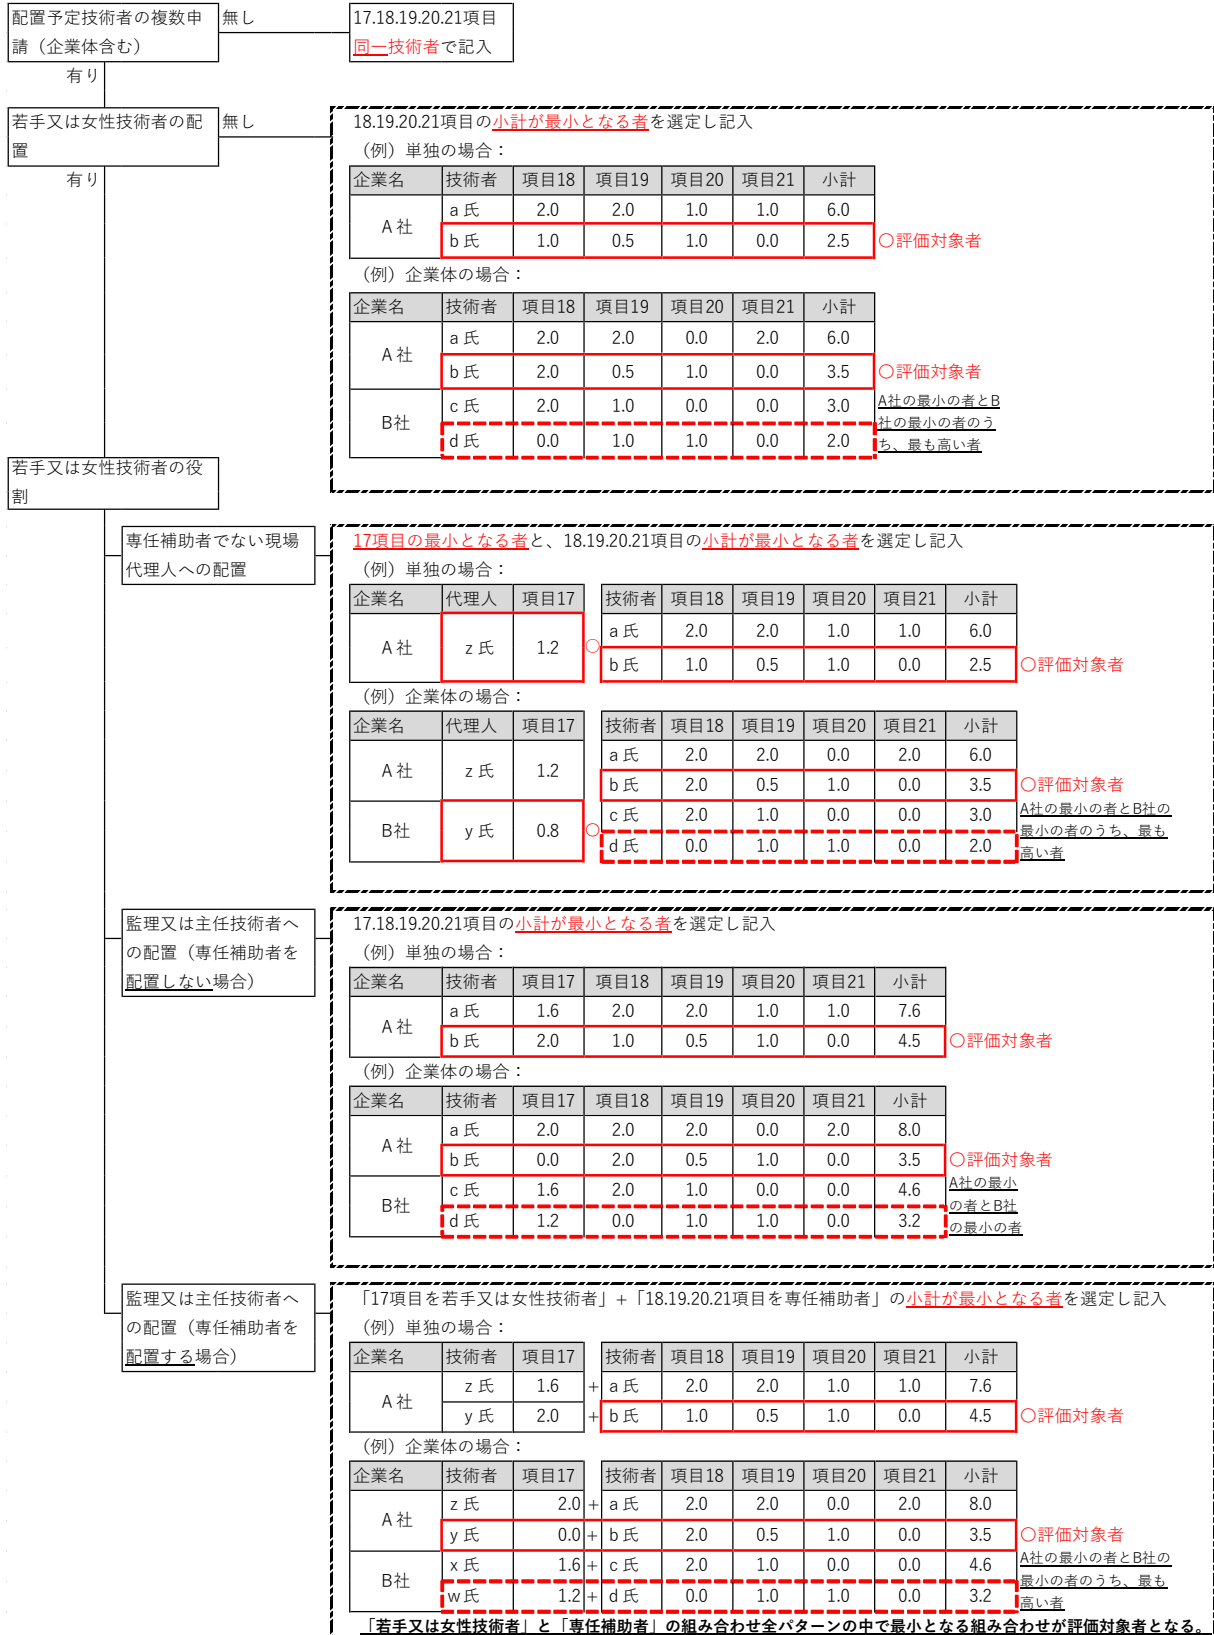 配置予定技術者の複数申
請（企業体含む）
無し
17.18.19.20.21項目
同一技術者で記入
有り
若手又は女性技術者の配
置
無し
有り
18.19.20.21項目の小計が最小となる者を選定し記入
（例）単独の場合：
企業名 技術者 項目18 項目19 項目20 項目21 小計
A社
a氏 2.0 2.0 1.0 1.0 6.0
b氏 1.0 0.5 1.0 0.0 2.5 〇評価対象者
（例）企業体の場合：
企業名 技術者 項目18 項目19 項目20 項目21 小計
A社
a氏 2.0 2.0 0.0 2.0 6.0
b氏 2.0 0.5 1.0 0.0 3.5 〇評価対象者
B社
c氏 2.0 1.0 0.0 0.0 3.0
d氏 0.0 1.0 1.0 0.0 2.0
A社の最小の者とB
社の最小の者のう
ち、最も高い者
若手又は女性技術者の役
割
専任補助者でない現場
代理人への配置
17項目の最小となる者と、18.19.20.21項目の小計が最小となる者を選定し記入
（例）単独の場合：
企業名 代理人 項目17 技術者 項目18 項目19 項目20 項目21 小計
A社 z氏 1.2 〇
a氏 2.0 2.0 1.0 1.0 6.0
b氏 1.0 0.5 1.0 0.0 2.5 〇評価対象者
（例）企業体の場合：
企業名 代理人 項目17 技術者 項目18 項目19 項目20 項目21 小計
A社 z氏 1.2
a氏 2.0 2.0 0.0 2.0 6.0
b氏 2.0 0.5 1.0 0.0 3.5 〇評価対象者
B社 y氏 0.8 〇
c氏 2.0 1.0 0.0 0.0 3.0
d氏 0.0 1.0 1.0 0.0 2.0
A社の最小の者とB社の
最小の者のうち、最も
高い者
監理又は主任技術者へ
の配置（専任補助者を
配置しない場合）
17.18.19.20.21項目の小計が最小となる者を選定し記入
（例）単独の場合：
企業名 技術者 項目17 項目18 項目19 項目20 項目21 小計
A社
a氏 1.6 2.0 2.0 1.0 1.0 7.6
b氏 2.0 1.0 0.5 1.0 0.0 4.5 〇評価対象者
（例）企業体の場合：
企業名 技術者 項目17 項目18 項目19 項目20 項目21 小計
A社
a氏 2.0 2.0 2.0 0.0 2.0 8.0
b氏 0.0 2.0 0.5 1.0 0.0 3.5 〇評価対象者
B社
c氏 1.6 2.0 1.0 0.0 0.0 4.6
d氏 1.2 0.0 1.0 1.0 0.0 3.2
A社の最小
の者とB社
の最小の者
監理又は主任技術者へ
の配置（専任補助者を
配置する場合）
「17項目を若手又は女性技術者」+「18.19.20.21項目を専任補助者」の小計が最小となる者を選定し記入
（例）単独の場合：
企業名 技術者 項目17 技術者 項目18 項目19 項目20 項目21 小計
A社
z氏 1.6 + a氏 2.0 2.0 1.0 1.0 7.6
y氏 2.0 + b氏 1.0 0.5 1.0 0.0 4.5 〇評価対象者
（例）企業体の場合：
企業名 技術者 項目17 技術者 項目18 項目19 項目20 項目21 小計
A社
z氏 2.0 + a氏 2.0 2.0 0.0 2.0 8.0
y氏 0.0 + b氏 2.0 0.5 1.0 0.0 3.5 〇評価対象者
B社
x氏 1.6 + c氏 2.0 1.0 0.0 0.0 4.6
w氏 1.2 + d氏 0.0 1.0 1.0 0.0 3.2
A社の最小の者とB社の
最小の者のうち、最も
高い者
「若手又は女性技術者」と「専任補助者」の組み合わせ全パターンの中で最小となる組み合わせが評価対象者となる。